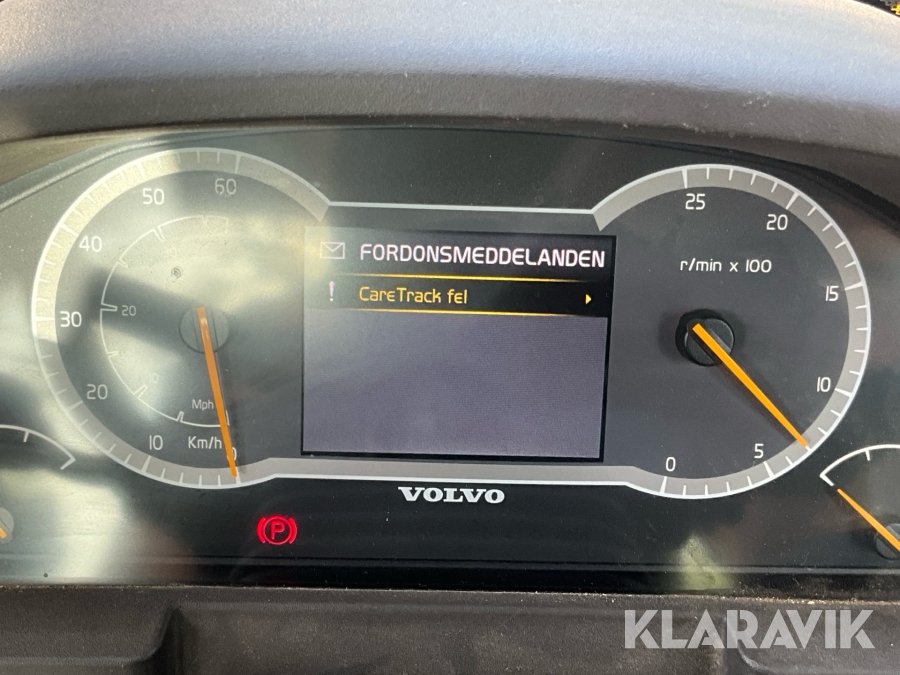 FORDONSMEDDELANDEN
CareTrack fel
60
50
40
30
20
10
0
20
10
Mph
Km/h
25
20
15
10
5
0
r/min x 100
VOLVO
P
KLARAVIK